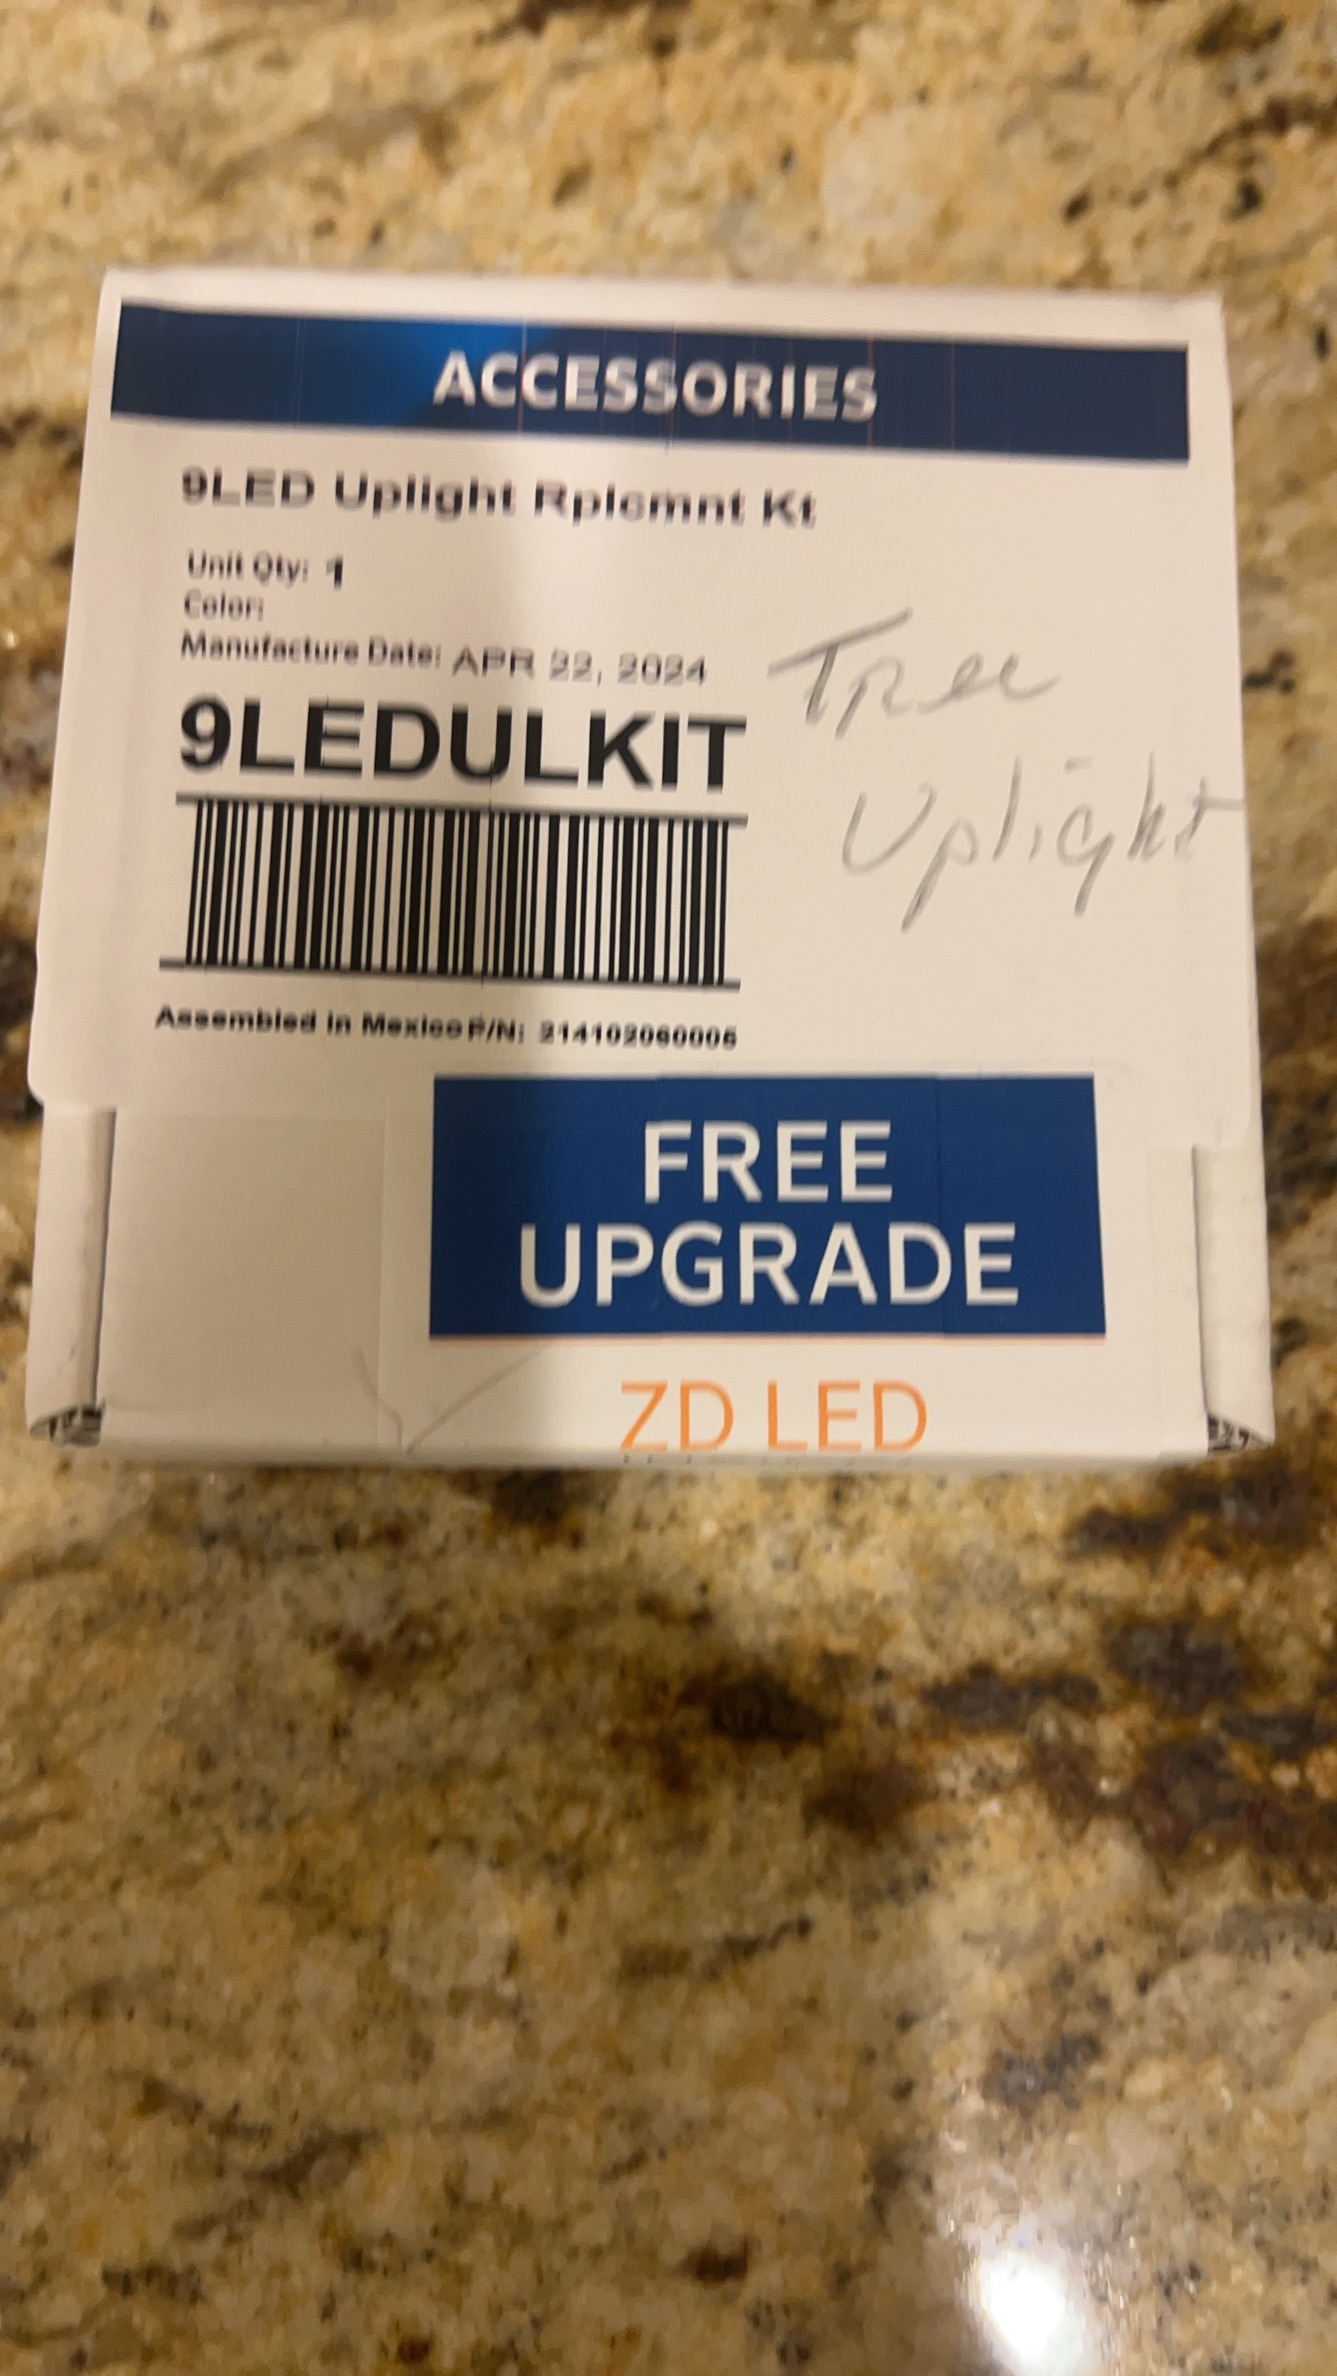 ACCESSORIES
9LED Uplight Rplcmnt Kt
Unit Qty: 1
Color:
Manufacture Date: APR 22, 2024
9LEDULKIT
Tree
Uplight
Assembled in Mexico P/N: 214102060005
FREE
UPGRADE
ZD LED